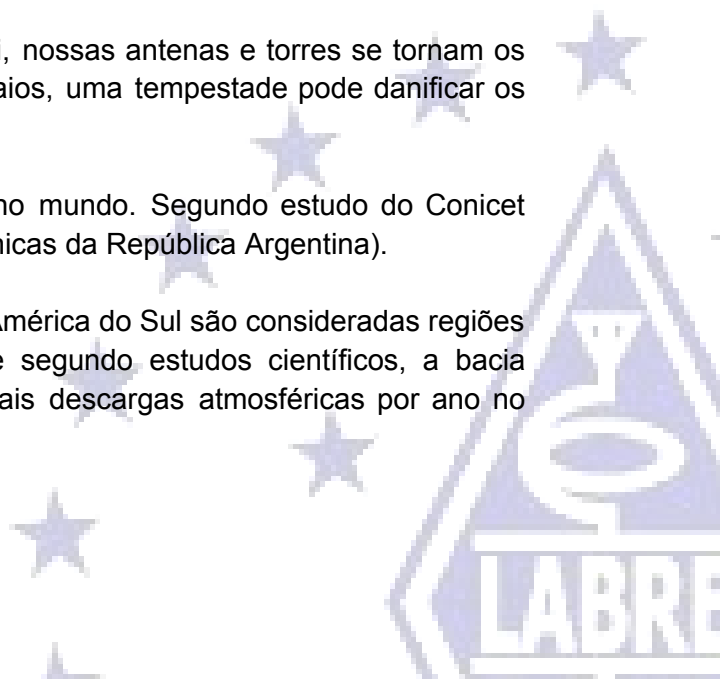 i, nossas antenas e torres se tornam os
aios, uma tempestade pode danificar os
no mundo. Segundo estudo do Conicet
nicas da República Argentina).
América do Sul são consideradas regiões
e segundo estudos científicos, a bacia
ais descargas atmosféricas por ano no
LABRE